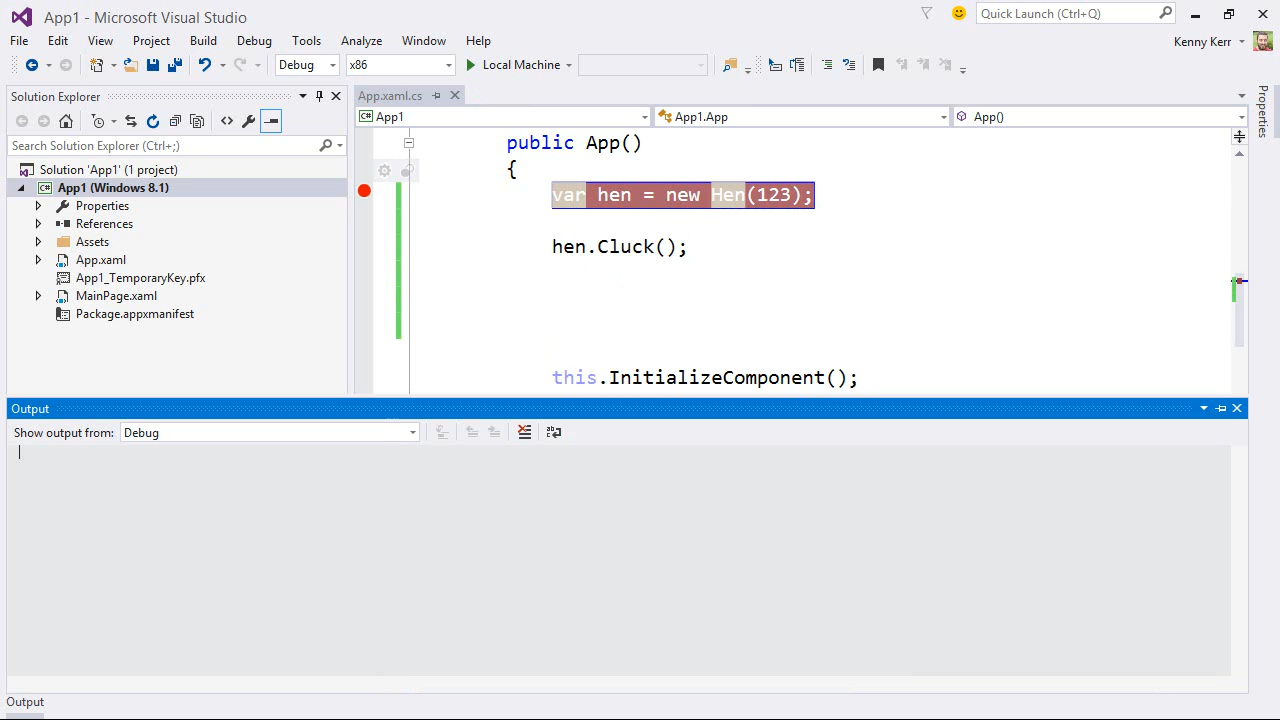 App1 - Microsoft Visual Studio
Quick Launch (Ctrl+Q)
File Edit View Project Build Debug Tools Analyze Window Help
Kenny Kerr
Debug x86 Local Machine
Solution Explorer
Search Solution Explorer (Ctrl+;)
Solution 'App1' (1 project)
App1 (Windows 8.1)
Properties
References
Assets
App.xaml
App1_TemporaryKey.pfx
MainPage.xaml
Package.appxmanifest
App.xaml.cs
App1 App1.App App()
public App()
{
var hen = new Hen(123);
hen.Cluck();
this.InitializeComponent();
Properties
Output
Show output from: Debug
Output